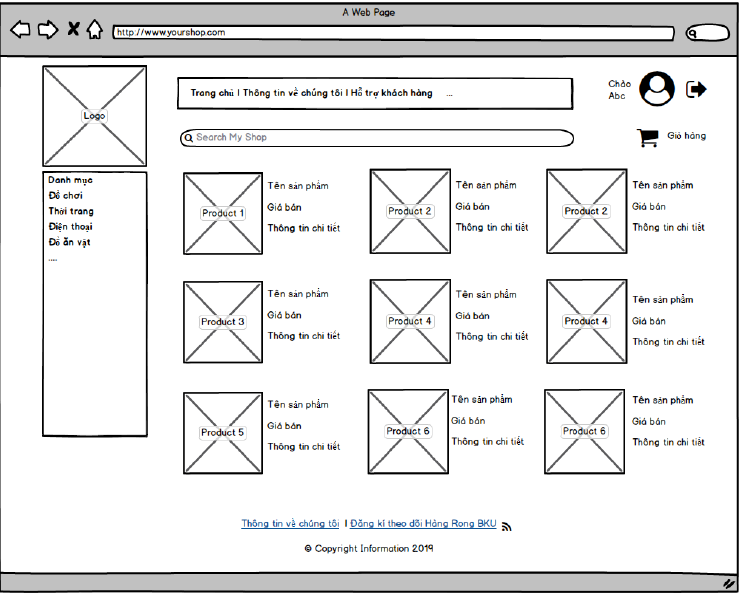 A Web Page
http://www.yourshop.com
Logo
Trang chủ | Thông tin về chúng tôi | Hỗ trợ khách hàng ...
Chào
Abc
Search My Shop
Giỏ hàng
Danh mục
Đồ chơi
Thời trang
Điện thoại
Đồ ăn vặt
....
Product 1
Tên sản phẩm
Giá bán
Thông tin chi tiết
Product 2
Tên sản phẩm
Giá bán
Thông tin chi tiết
Product 2
Tên sản phẩm
Giá bán
Thông tin chi tiết
Product 3
Tên sản phẩm
Giá bán
Thông tin chi tiết
Product 4
Tên sản phẩm
Giá bán
Thông tin chi tiết
Product 4
Tên sản phẩm
Giá bán
Thông tin chi tiết
Product 5
Tên sản phẩm
Giá bán
Thông tin chi tiết
Product 6
Tên sản phẩm
Giá bán
Thông tin chi tiết
Product 6
Tên sản phẩm
Giá bán
Thông tin chi tiết
Thông tin về chúng tôi | Đăng kí theo dõi Hàng Rong BKU
© Copyright Information 2019